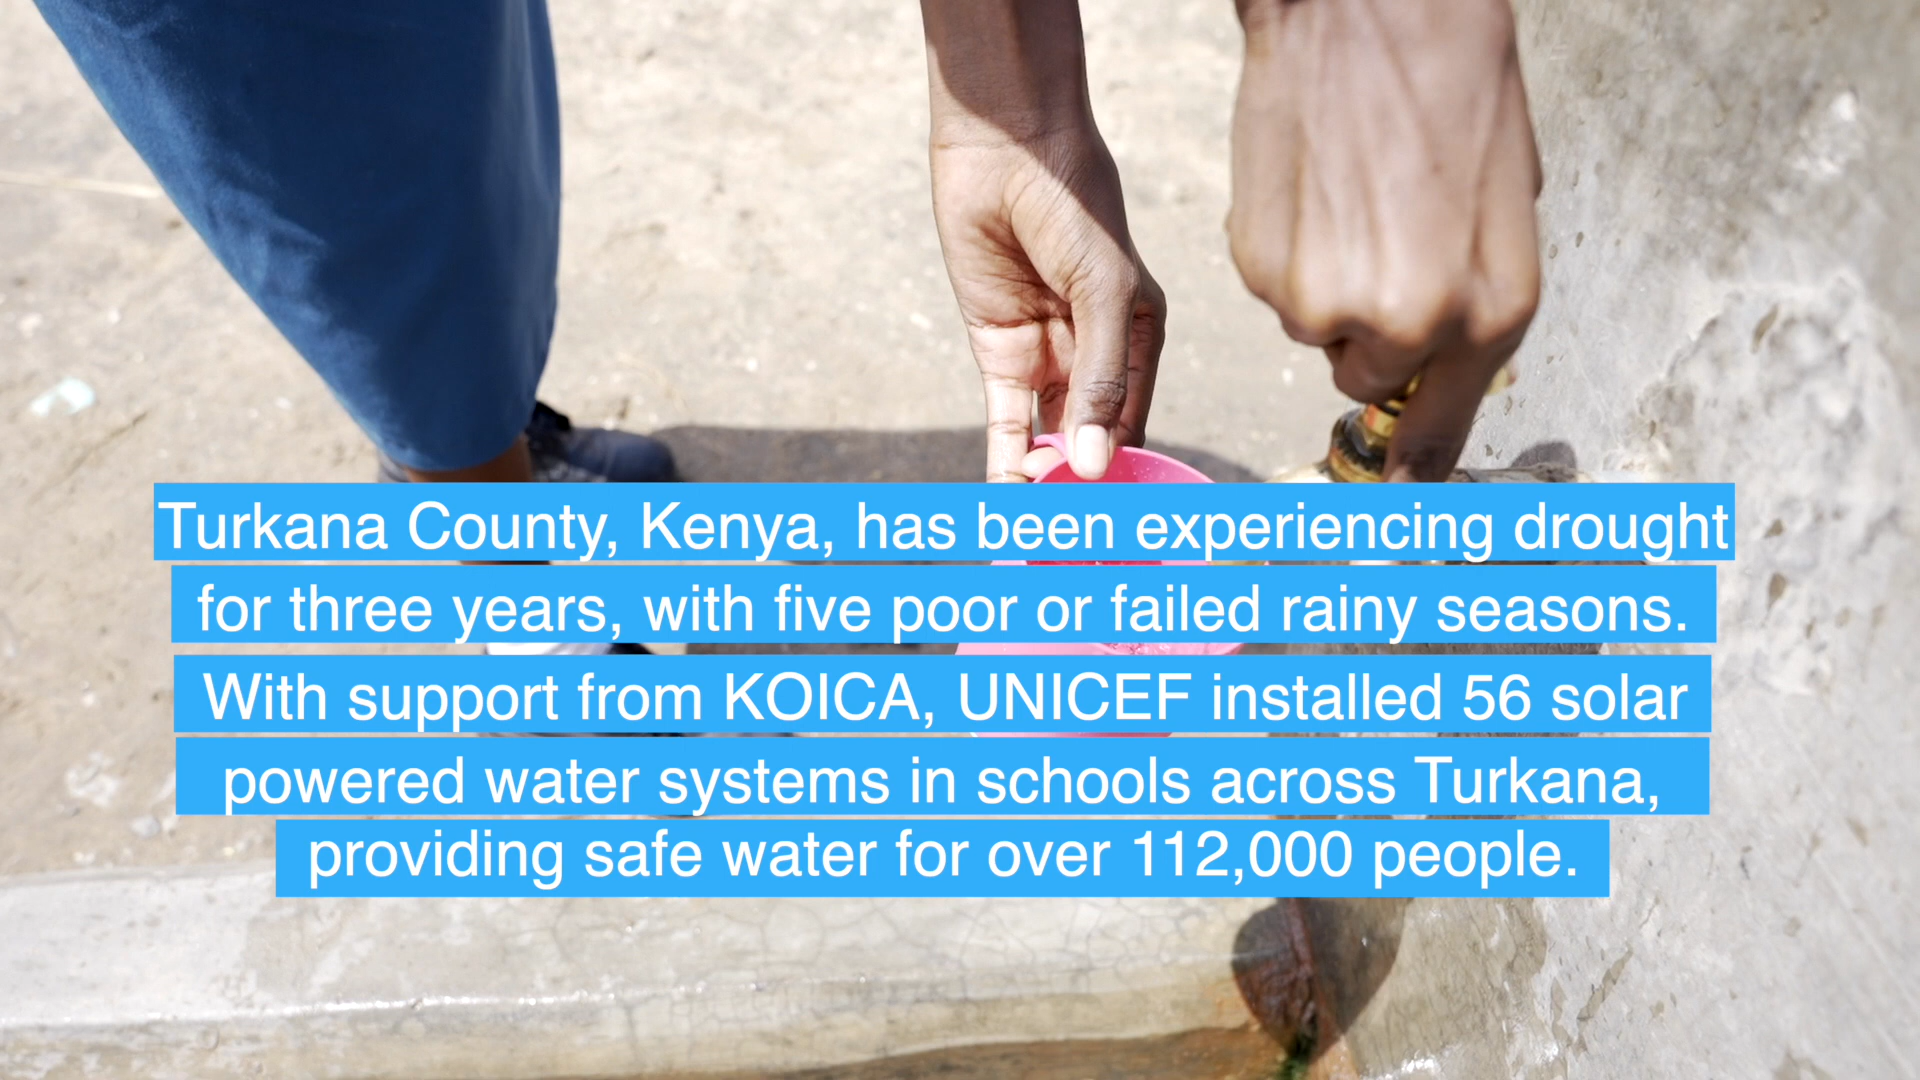 Turkana County, Kenya, has been experiencing drought
for three years, with five poor or failed rainy seasons.
With support from KOICA, UNICEF installed 56 solar
powered water systems in schools across Turkana,
providing safe water for over 112,000 people.